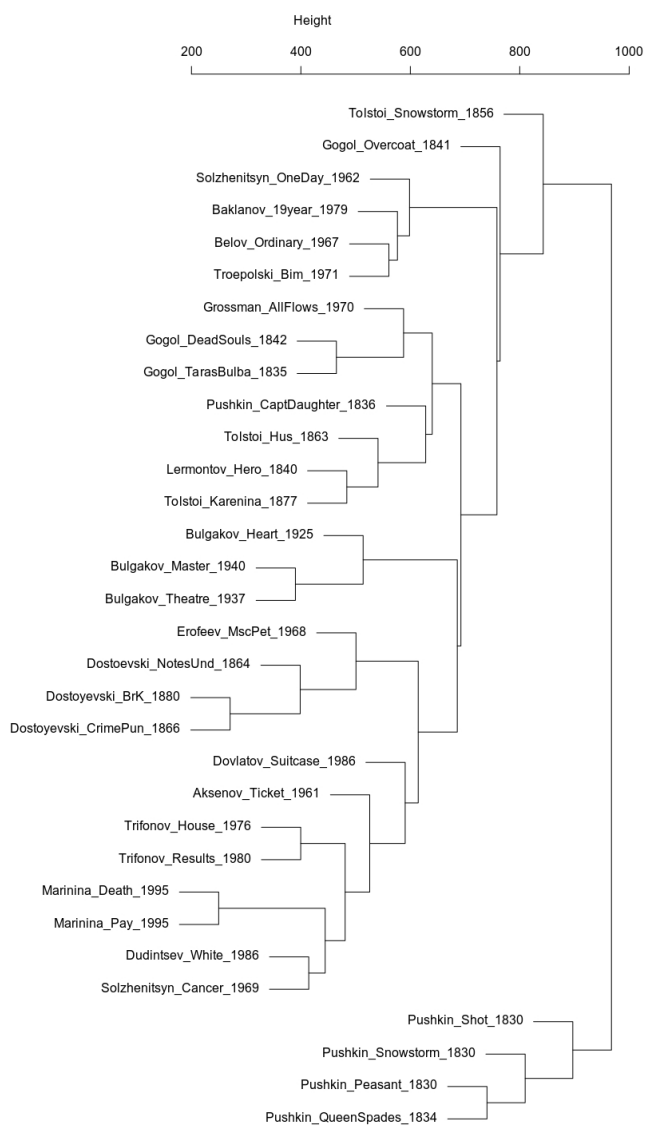 Height
200 400 600 800 1000
Tolstoi_Snowstorm_1856
Gogol_Overcoat_1841
Solzhenitsyn_OneDay_1962
Baklanov_19year_1979
Belov_Ordinary_1967
Troepolski_Bim_1971
Grossman_AllFlows_1970
Gogol_DeadSouls_1842
Gogol_TarasBulba_1835
Pushkin_CaptDaughter_1836
Tolstoi_Hus_1863
Lermontov_Hero_1840
Tolstoi_Karenina_1877
Bulgakov_Heart_1925
Bulgakov_Master_1940
Bulgakov_Theatre_1937
Erofeev_MscPet_1968
Dostoevski_NotesUnd_1864
Dostoyevski_BrK_1880
Dostoyevski_CrimePun_1866
Dovlatov_Suitcase_1986
Aksenov_Ticket_1961
Trifonov_House_1976
Trifonov_Results_1980
Marinina_Death_1995
Marinina_Pay_1995
Dudintsev_White_1986
Solzhenitsyn_Cancer_1969
Pushkin_Shot_1830
Pushkin_Snowstorm_1830
Pushkin_Peasant_1830
Pushkin_QueenSpades_1834